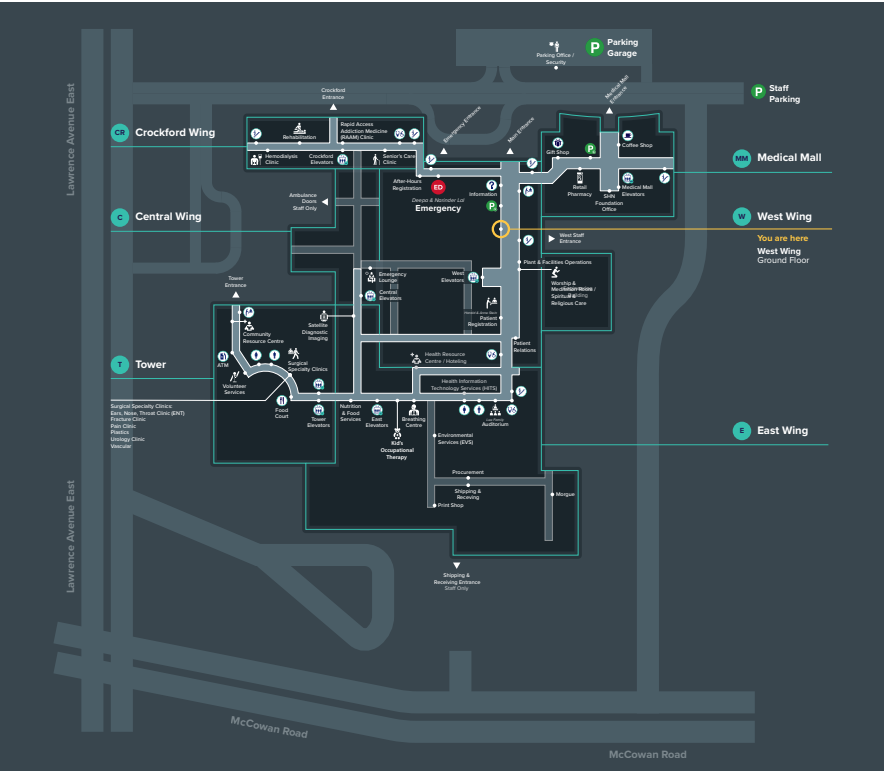 Parking Office /
Security
P
Parking
Garage
P
Staff
Parking
Medical Mall
Entrance
Crockford
Entrance
Emergency Entrance
Main Entrance
Lawrence Avenue East
CR
Crockford Wing
Rehabilitation
Rapid Access
Addiction Medicine
(RAAM) Clinic
Hemodialysis
Clinic
Crockford
Elevators
Senior's Care
Clinic
Gift Shop
P
Coffee Shop
MM
Medical Mall
After-Hours
Registration
ED
Deepa & Narinder Lal
Emergency
Information
P
Retail
Pharmacy
SHN
Foundation
Office
Medical Mall
Elevators
Ambulance
Doors
Staff Only
C
Central Wing
W
West Wing
You are here
West Wing
Ground Floor
West Staff
Entrance
Plant & Facilities Operations
Worship &
Religious Care
Tower
Entrance
Emergency
Lounge
Central
Elevators
West
Elevators
Patient
Registration
Satellite
Diagnostic
Imaging
Community
Resource Centre
Patient
Relations
Health Resource
Centre / Hoteling
Health Information
Technology Services (HITS)
T
Tower
ATM
Surgical
Specialty Clinics
Volunteer
Services
Surgical Specialty Clinics:
Ears, Nose, Throat Clinic (ENT)
Fracture Clinic
Pain Clinic
Plastics
Urology Clinic
Vascular
Food
Court
Tower
Elevators
Nutrition
& Food
Services
East
Elevators
Breathing
Centre
Auditorium
Kid's
Occupational
Therapy
Environmental
Services (EVS)
E
East Wing
Procurement
Shipping &
Receiving
Print Shop
Morgue
Lawrence Avenue East
Shipping &
Receiving Entrance
Staff Only
McCowan Road
McCowan Road